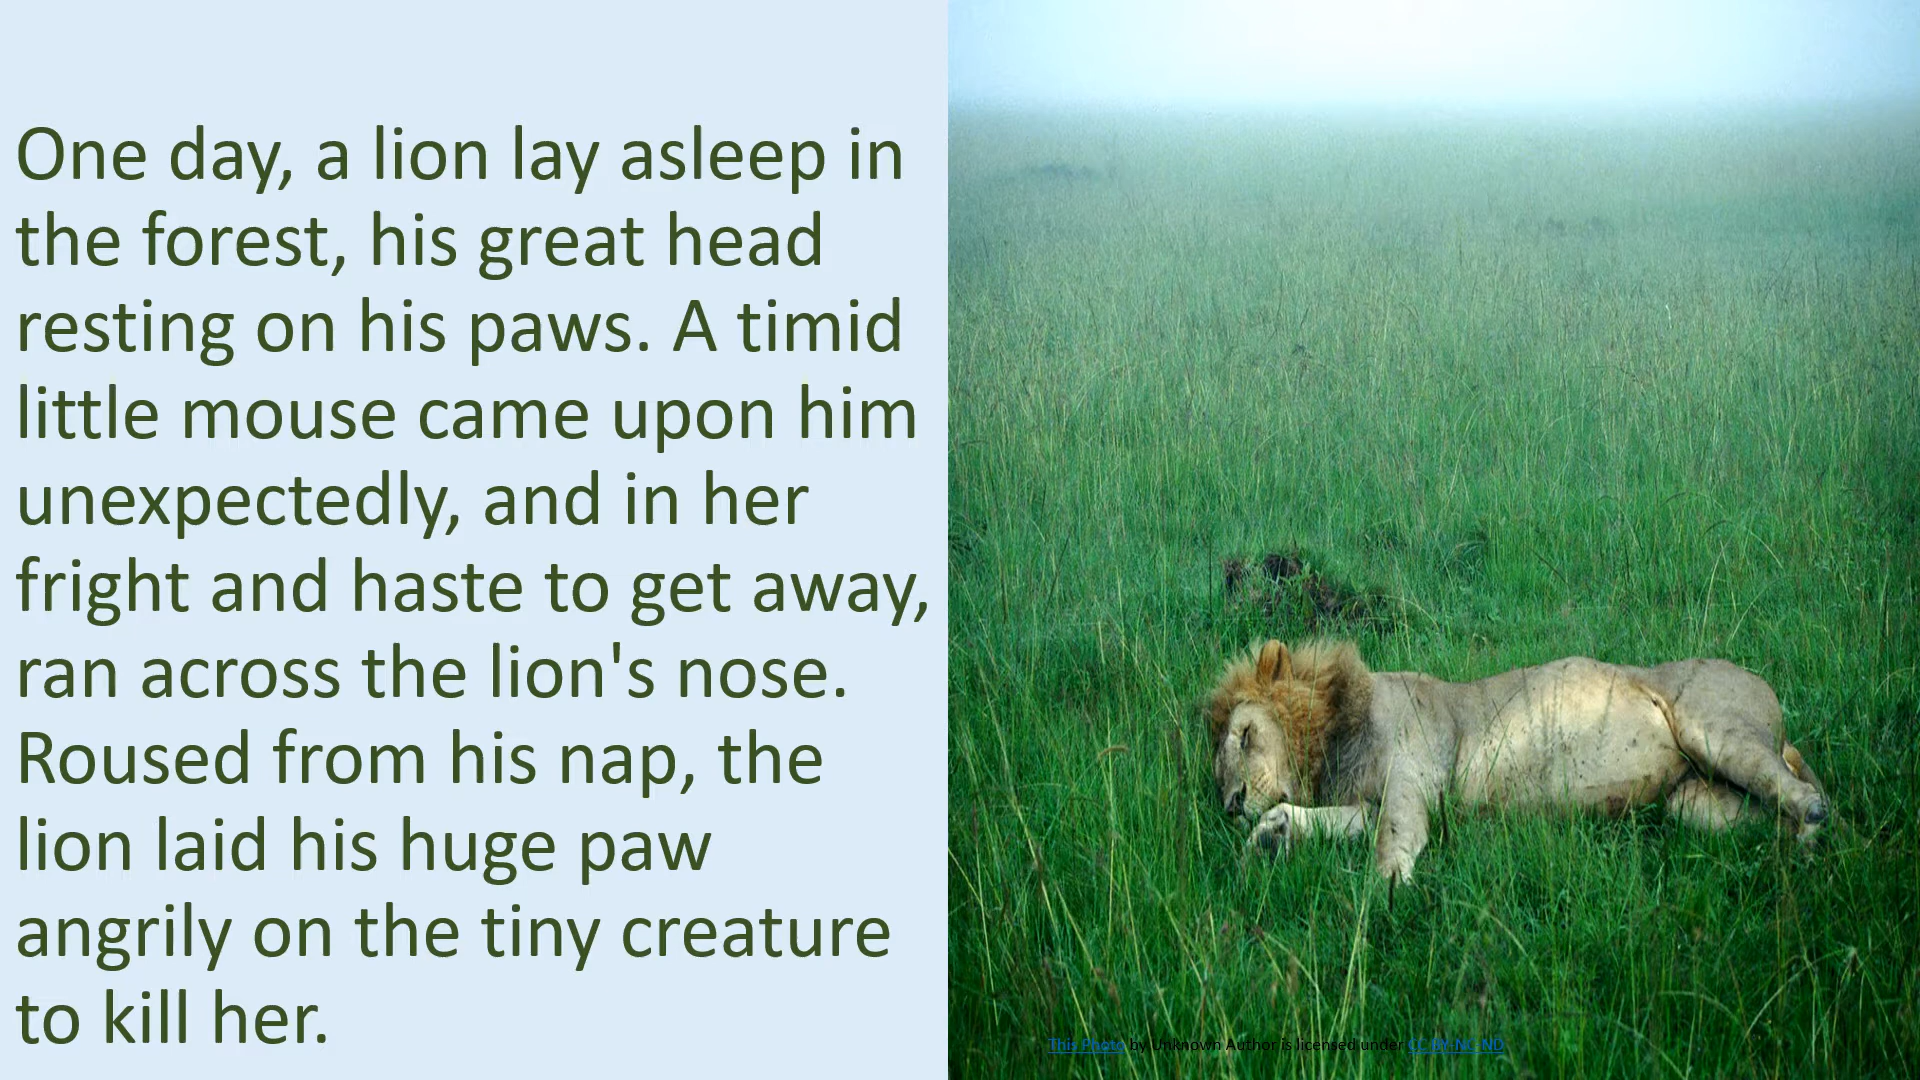 One day, a lion lay asleep in
the forest, his great head
resting on his paws. A timid
little mouse came upon him
unexpectedly, and in her
fright and haste to get away,
ran across the lion's nose.
Roused from his nap, the
lion laid his huge paw
angrily on the tiny creature
to kill her.
This Photo by Unknown Author is licensed under CC BY-NC-ND